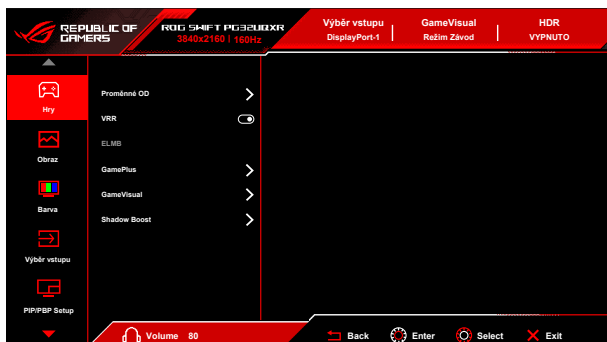 REPUBLIC OF
GAMERS
ROG SWIFT PG32UQXR
3840x2160 | 160Hz
Výběr vstupu
DisplayPort-1
GameVisual
Režim Závod
HDR
VYPNUTO
Hry
Obraz
Barva
Výběr vstupu
PIP/PBP Setup
Proměnné OD
VRR
ELMB
GamePlus
GameVisual
Shadow Boost
Volume 80
Back
Enter
Select
Exit